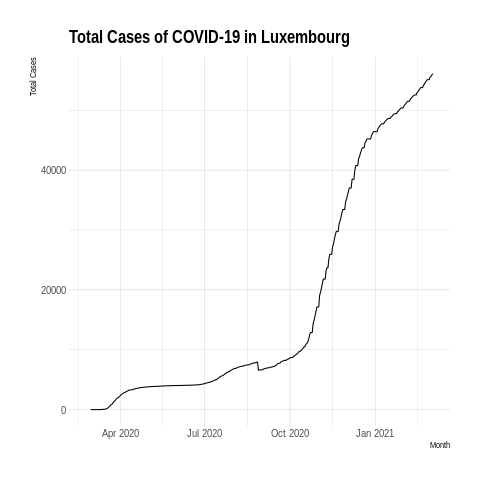 Total Cases of COVID-19 in Luxembourg
Total Cases
40000
20000
0
Apr 2020 Jul 2020 Oct 2020 Jan 2021
Month